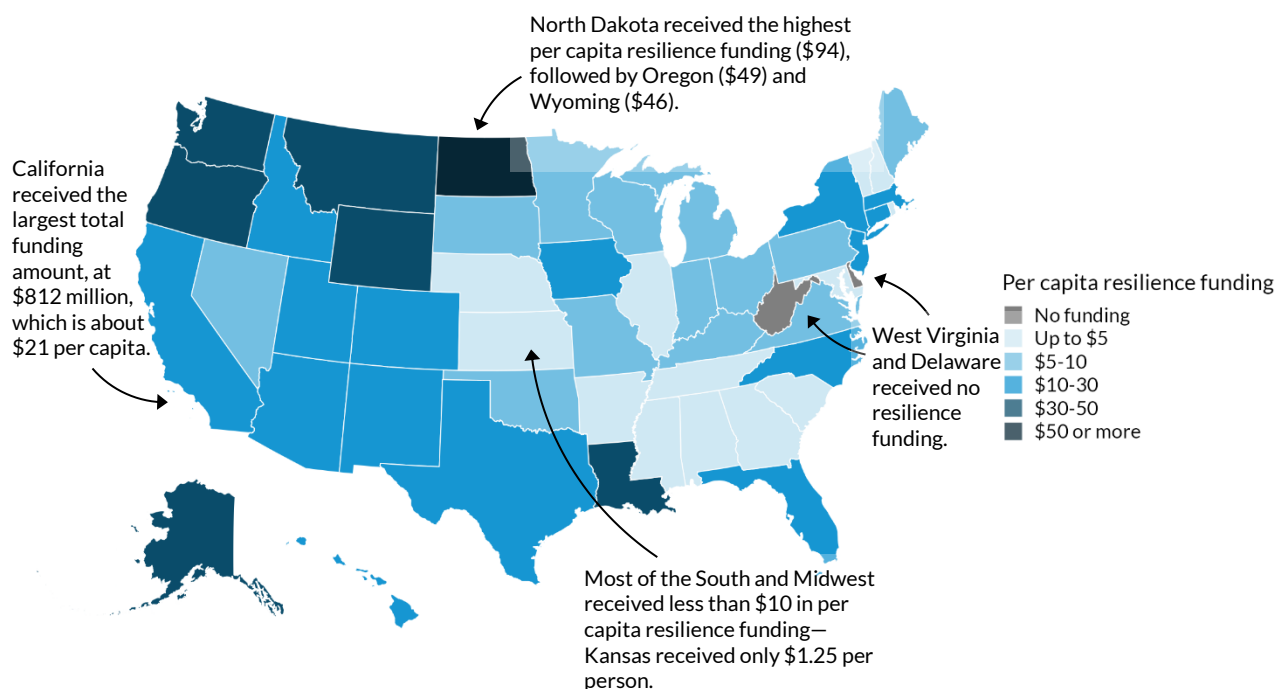 North Dakota received the highest
per capita resilience funding ($94),
followed by Oregon ($49) and
Wyoming ($46).
California
received the
largest total
funding
amount, at
$812 million,
which is about
$21 per capita.
Per capita resilience funding
No funding
Up to $5
$5-10
$10-30
$30-50
$50 or more
West Virginia
and Delaware
received no
resilience
funding.
Most of the South and Midwest
received less than $10 in per
capita resilience funding—
Kansas received only $1.25 per
person.